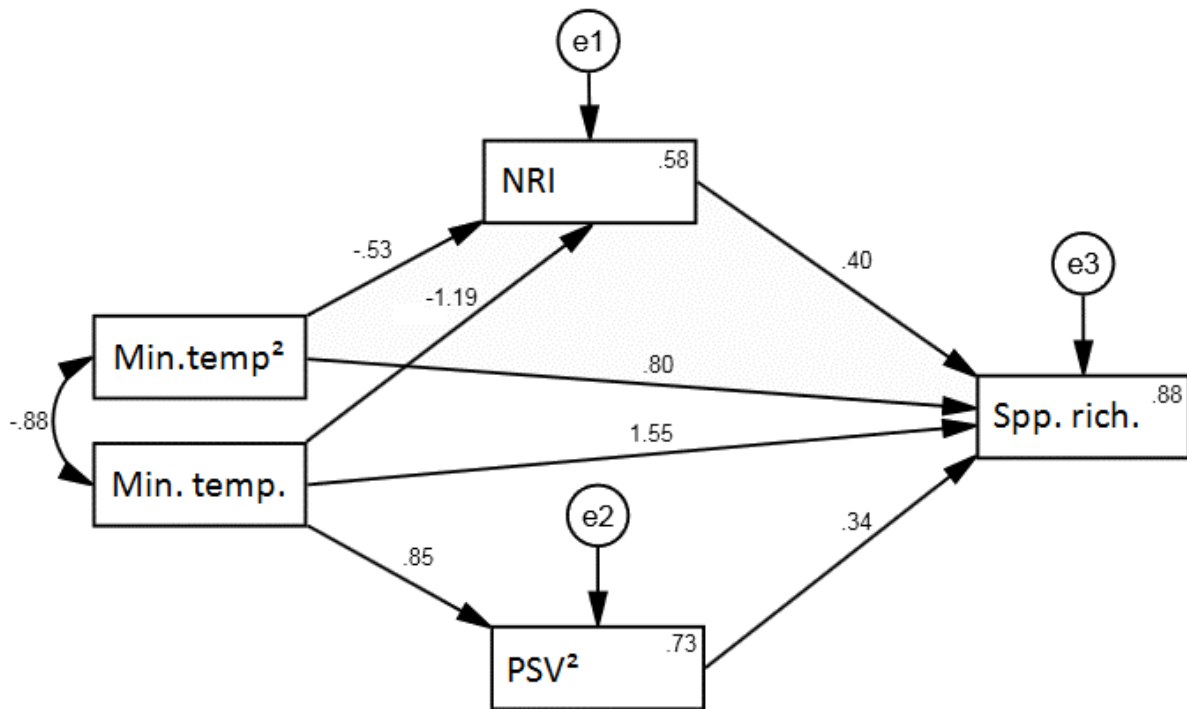 e1
.58
NRI
-.53
.40
e3
-1.19
Min.temp²
.80
.88
Spp. rich.
-.88
1.55
Min. temp.
e2
.34
.85
.73
PSV²